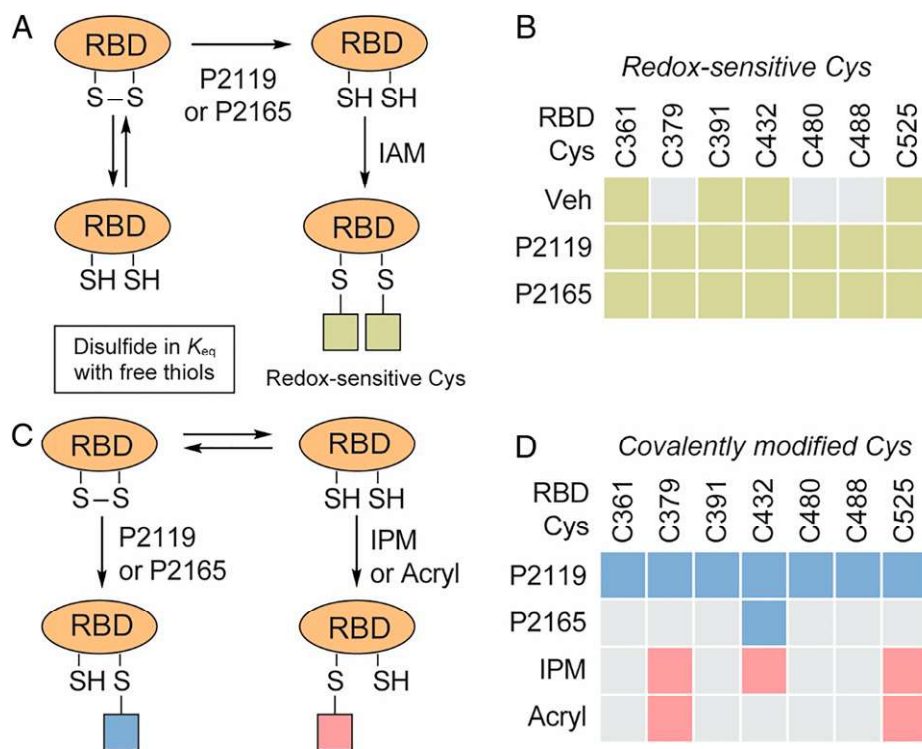 A
RBD
S–S
P2119
or P2165
RBD
SH SH
IAM
RBD
SH SH
RBD
S S
Disulfide in Keq
with free thiols
Redox-sensitive Cys
B
Redox-sensitive Cys
RBD
Cys
C361
C379
C391
C432
C480
C488
C525
Veh
P2119
P2165
C
RBD
S–S
RBD
SH SH
P2119
or P2165
IPM
or Acryl
RBD
SH S
RBD
S SH
D
Covalently modified Cys
RBD
Cys
C361
C379
C391
C432
C480
C488
C525
P2119
P2165
IPM
Acryl